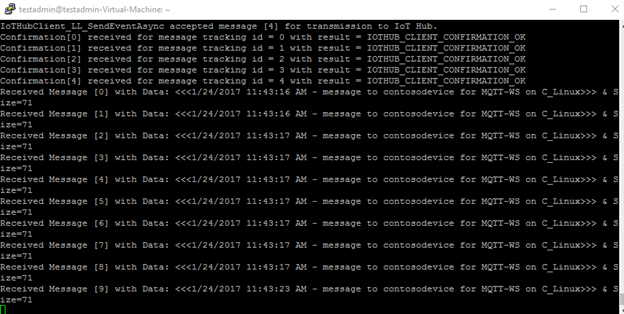 testadmin@testadmin-Virtual-Machine: ~
IoTHubClient_LL_SendEventAsync accepted message [4] for transmission to IoT Hub.
Confirmation[0] received for message tracking id = 0 with result = IOTHUB_CLIENT_CONFIRMATION_OK
Confirmation[1] received for message tracking id = 1 with result = IOTHUB_CLIENT_CONFIRMATION_OK
Confirmation[2] received for message tracking id = 2 with result = IOTHUB_CLIENT_CONFIRMATION_OK
Confirmation[3] received for message tracking id = 3 with result = IOTHUB_CLIENT_CONFIRMATION_OK
Confirmation[4] received for message tracking id = 4 with result = IOTHUB_CLIENT_CONFIRMATION_OK
Received Message [0] with Data: <<<1/24/2017 11:43:16 AM - message to contosodevice for MQTT-WS on C_Linux>>> & S
ize=71
Received Message [1] with Data: <<<1/24/2017 11:43:16 AM - message to contosodevice for MQTT-WS on C_Linux>>> & S
ize=71
Received Message [2] with Data: <<<1/24/2017 11:43:17 AM - message to contosodevice for MQTT-WS on C_Linux>>> & S
ize=71
Received Message [3] with Data: <<<1/24/2017 11:43:17 AM - message to contosodevice for MQTT-WS on C_Linux>>> & S
ize=71
Received Message [4] with Data: <<<1/24/2017 11:43:17 AM - message to contosodevice for MQTT-WS on C_Linux>>> & S
ize=71
Received Message [5] with Data: <<<1/24/2017 11:43:17 AM - message to contosodevice for MQTT-WS on C_Linux>>> & S
ize=71
Received Message [6] with Data: <<<1/24/2017 11:43:17 AM - message to contosodevice for MQTT-WS on C_Linux>>> & S
ize=71
Received Message [7] with Data: <<<1/24/2017 11:43:17 AM - message to contosodevice for MQTT-WS on C_Linux>>> & S
ize=71
Received Message [8] with Data: <<<1/24/2017 11:43:17 AM - message to contosodevice for MQTT-WS on C_Linux>>> & S
ize=71
Received Message [9] with Data: <<<1/24/2017 11:43:23 AM - message to contosodevice for MQTT-WS on C_Linux>>> & S
ize=71